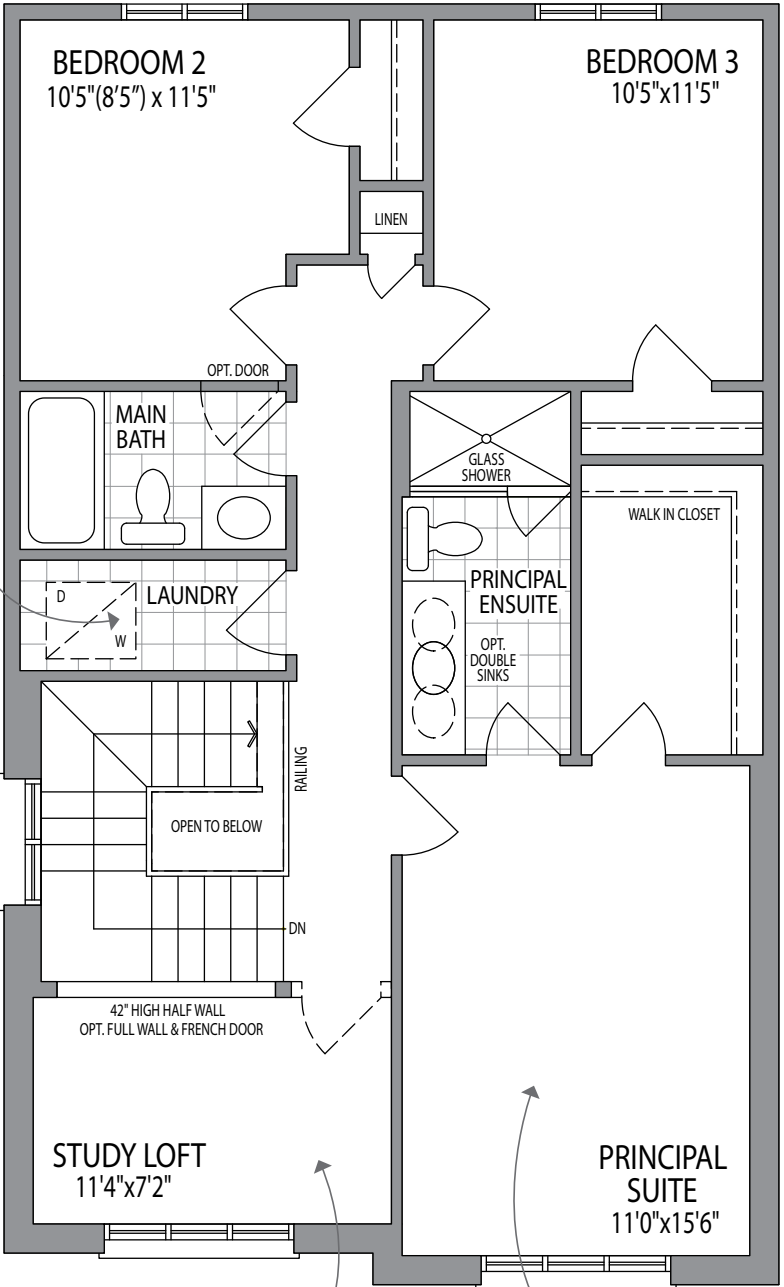 BEDROOM 2
10'5"(8'5") x 11'5"
BEDROOM 3
10'5"x11'5"
LINEN
OPT. DOOR
MAIN
BATH
GLASS
SHOWER
WALK IN CLOSET
D
W
LAUNDRY
PRINCIPAL
ENSUITE
OPT.
DOUBLE
SINKS
RAILING
OPEN TO BELOW
DN
42" HIGH HALF WALL
OPT. FULL WALL & FRENCH DOOR
STUDY LOFT
11'4"x7'2"
PRINCIPAL
SUITE
11'0"x15'6"